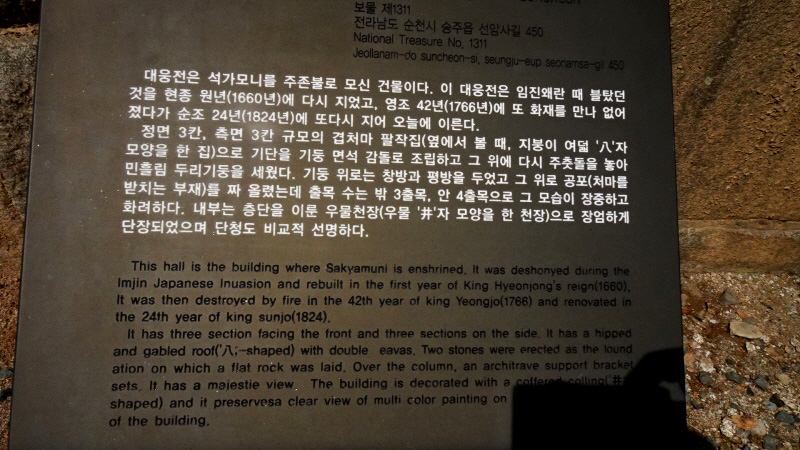 보물 제1311
전라남도 순천시 승주읍 선암사길 450
National Treasure No. 1311
Jeollanam-do suncheon-si, seungju-eup seonamsa-gil 450
대웅전은 석가모니를 주존불로 모신 건물이다. 이 대웅전은 임진왜란 때 불탔던
것을 현종 원년(1660년)에 다시 지었고, 영조 42년(1766년)에 또 화재를 만나 없어
졌다가 순조 24년(1824년)에 또다시 지어 오늘에 이른다.
정면 3칸, 측면 3칸 규모의 겹처마 팔작집(옆에서 볼 때, 지붕이 여덟 '八'자
모양을 한 집)으로 기단을 기둥 면석 감돌로 조립하고 그 위에 다시 주춧돌을 놓아
민흘림 두리기둥을 세웠다. 기둥 위로는 창방과 평방을 두었고 그 위로 공포(처마를
받치는 부재)를 짜 올렸는데 출목 수는 밖 3출목, 안 4출목으로 그 모습이 장중하고
화려하다. 내부는 층단을 이룬 우물천장(우물 '井'자 모양을 한 천장)으로 장엄하게
단장되었으며 단청도 비교적 선명하다.
This hall is the building where Sakyamuni is enshrined. It was deshonyed during the
Imjin Japanese Inuasion and rebuilt in the first year of King Hyeonjong's reign(1660).
It was then destroyed by fire in the 42th year of king Yeongjo(1766) and renovated in
the 24th year of king sunjo(1824).
It has three section facing the front and three sections on the side. It has a hipped
and gabled roof('八;-shaped) with double eavas. Two stones were erected as the lound
ation on which a flat rock was laid. Over the column, an architrave support bracket
sets. It has a majestie view. The building is decorated with a coffered colling('井
shaped) and it preservesa clear view of multi color painting on
of the building.